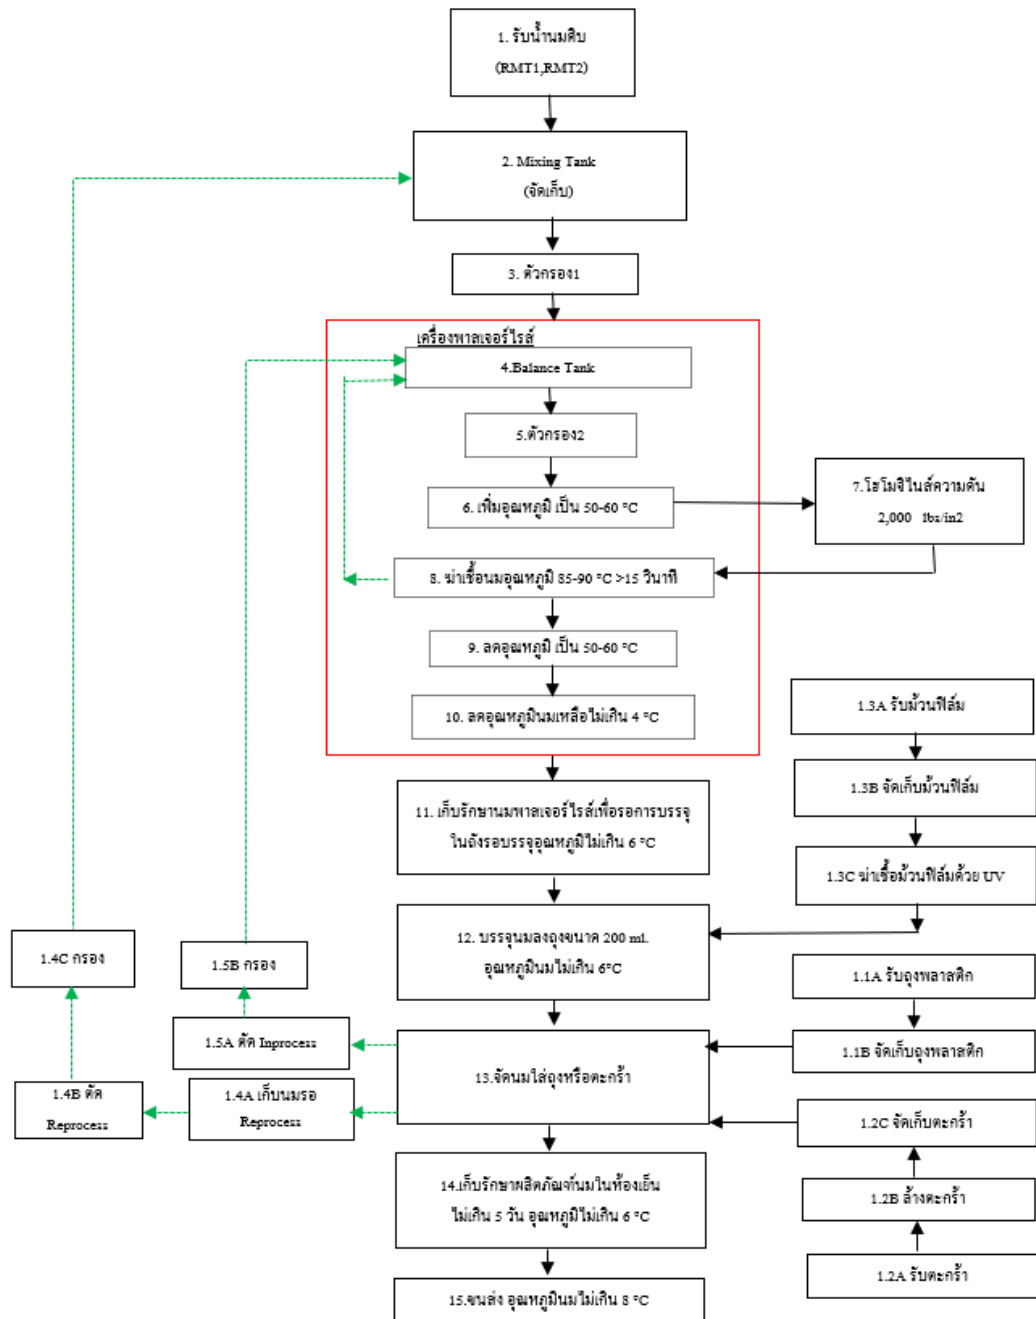 1. รับน้ำนมดิบ
(RMT1,RMT2)
2. Mixing Tank
(จัดเก็บ)
3. ตัวกรอง1
เครื่องพาสเจอร์ไรส์
4.Balance Tank
5.ตัวกรอง2
6. เพิ่มอุณหภูมิ เป็น 50-60 °C
7.โฮโมจิไนส์ความดัน
2,000 lbs/in2
8. ฆ่าเชื้อนมอุณหภูมิ 85-90 °C >15 วินาที
9. ลดอุณหภูมิ เป็น 50-60 °C
10. ลดอุณหภูมินมเหลือไม่เกิน 4 °C
1.3A รับม้วนฟิล์ม
1.3B จัดเก็บม้วนฟิล์ม
1.3C ฆ่าเชื้อม้วนฟิล์มด้วย UV
11. เก็บรักษานมพาสเจอร์ไรส์เพื่อรอการบรรจุ
ในถังรอบรรจุอุณหภูมิไม่เกิน 6 °C
12. บรรจุนมลงถุงขนาด 200 ml.
อุณหภูมินมไม่เกิน 6°C
1.4C กรอง
1.5B กรอง
1.1A รับถุงพลาสติก
1.1B จัดเก็บถุงพลาสติก
1.5A ตัด Inprocess
13.จัดนมใส่ถุงหรือตะกร้า
1.4B ตัด
Reprocess
1.4A เก็บนมรอ
Reprocess
1.2C จัดเก็บตะกร้า
1.2B ล้างตะกร้า
1.2A รับตะกร้า
14.เก็บรักษาผลิตภัณฑ์นมในห้องเย็น
ไม่เกิน 5 วัน อุณหภูมิไม่เกิน 6 °C
15.ขนส่ง อุณหภูมินมไม่เกิน 8 °C